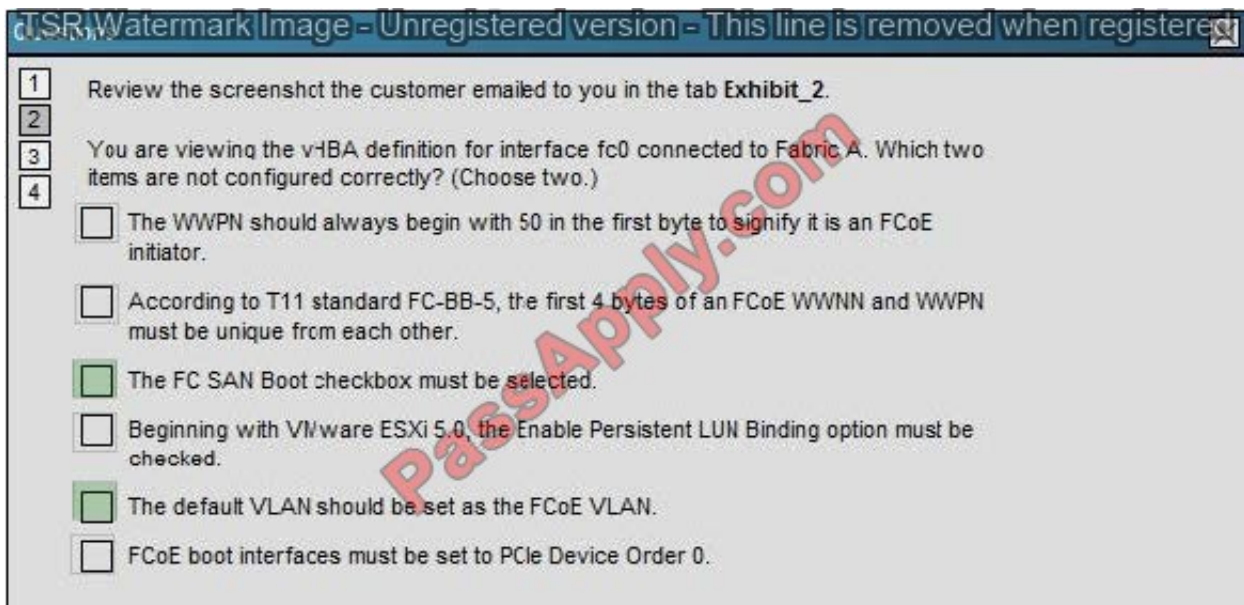 TSR Watermark Image - Unregistered version - This line is removed when registered
Questions
1
2
3
4
Review the screenshot the customer emailed to you in the tab Exhibit_2.
You are viewing the vHBA definition for interface fc0 connected to Fabric A. Which two
items are not configured correctly? (Choose two.)
The WWPN should always begin with 50 in the first byte to signify it is an FCoE
initiator.
According to T11 standard FC-BB-5, the first 4 bytes of an FCoE WWNN and WWPN
must be unique from each other.
The FC SAN Boot checkbox must be selected.
Beginning with VMware ESXi 5.0, the Enable Persistent LUN Binding option must be
checked.
The default VLAN should be set as the FCoE VLAN.
FCoE boot interfaces must be set to PCIe Device Order 0.
PassApply.com